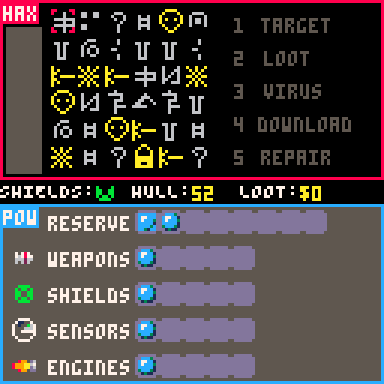 HAX
1 TARGET
2 LOOT
3 VIRUS
4 DOWNLOAD
5 REPAIR
SHIELDS: HULL:52 LOOT:$0
POW
RESERVE
WEAPONS
SHIELDS
SENSORS
ENGINES